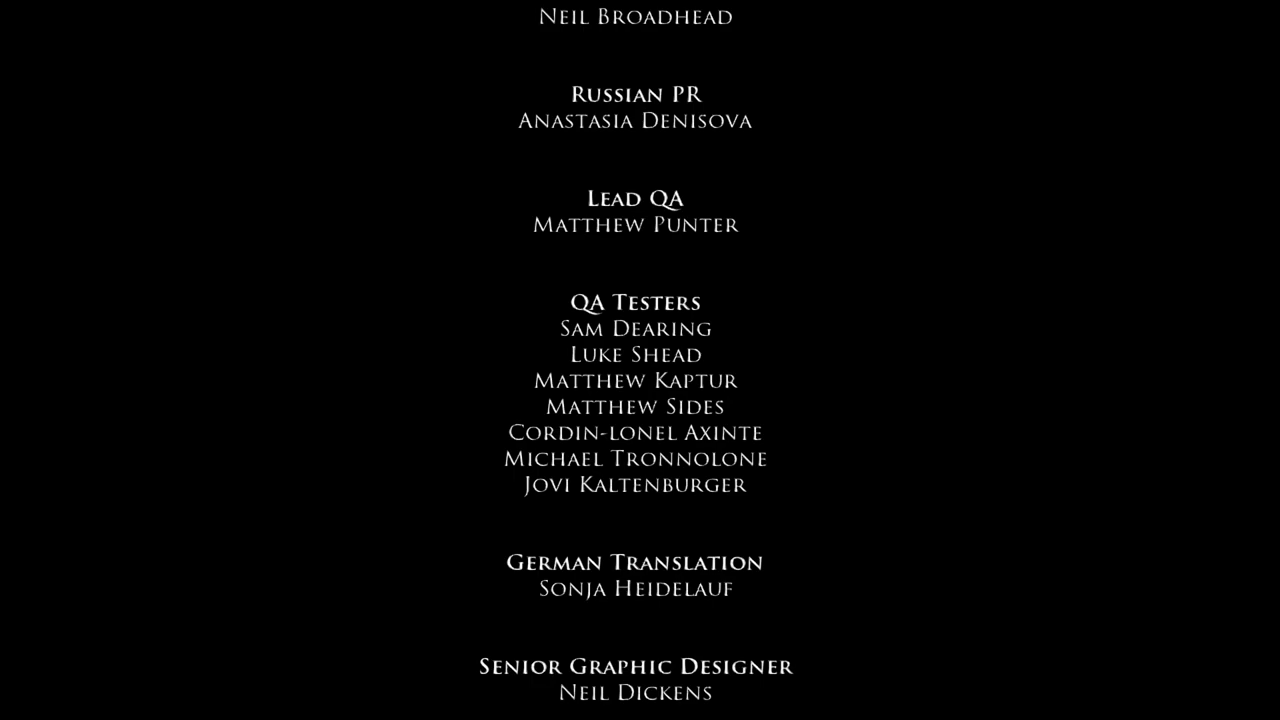 Neil Broadhead
Russian PR
Anastasia Denisova
Lead QA
Matthew Punter
QA Testers
Sam Dearing
Luke Shead
Matthew Kaptur
Matthew Sides
Cordin-lonel Axinte
Michael Tronnolone
Jovi Kaltenburger
German Translation
Sonja Heidelauf
Senior Graphic Designer
Neil Dickens